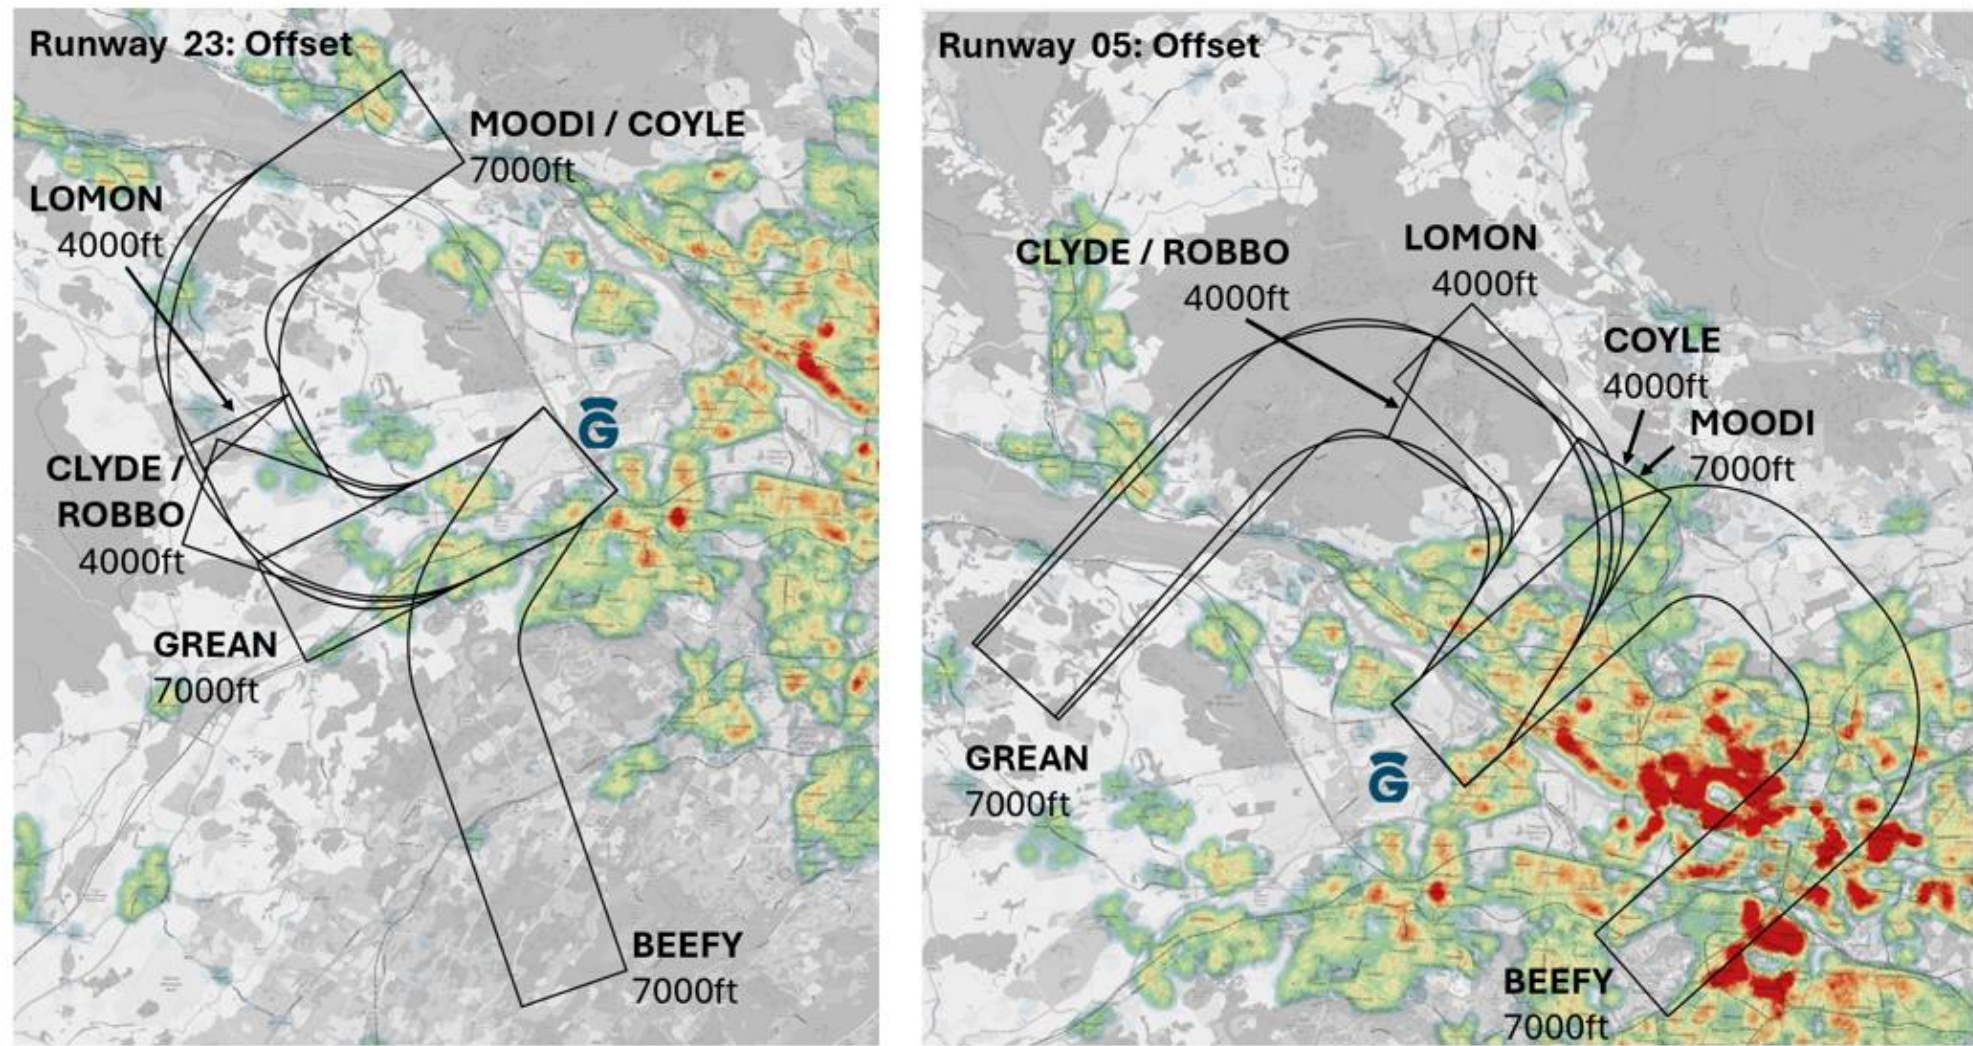 Runway 23: Offset
MOODI / COYLE
7000ft
LOMON
4000ft
CLYDE /
ROBBO
4000ft
GREAN
7000ft
BEEFY
7000ft
G
Runway 05: Offset
CLYDE / ROBBO
4000ft
LOMON
4000ft
COYLE
4000ft
MOODI
7000ft
GREAN
7000ft
G
BEEFY
7000ft